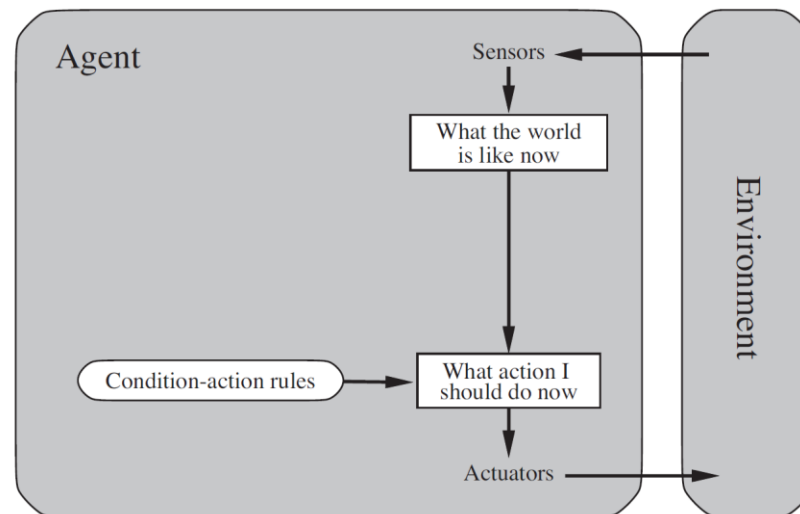 Agent
Sensors
What the world
is like now
Environment
Condition-action rules
What action I
should do now
Actuators